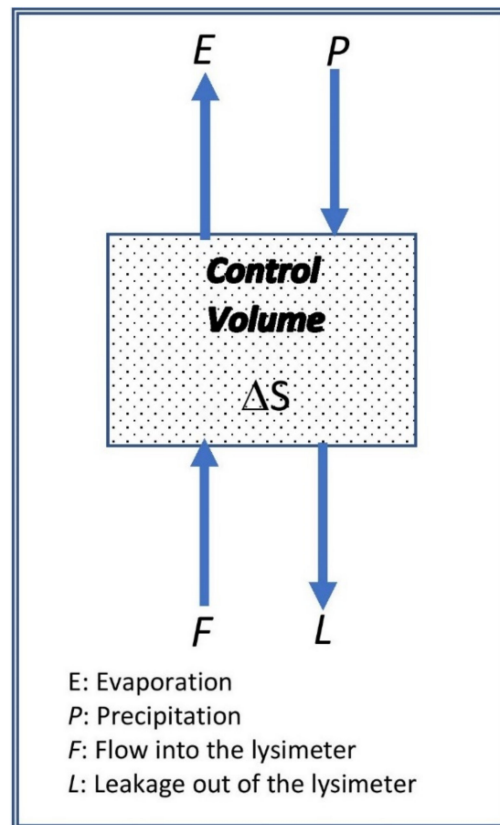 E P
Control
Volume
ΔS
F L
E: Evaporation
P: Precipitation
F: Flow into the lysimeter
L: Leakage out of the lysimeter